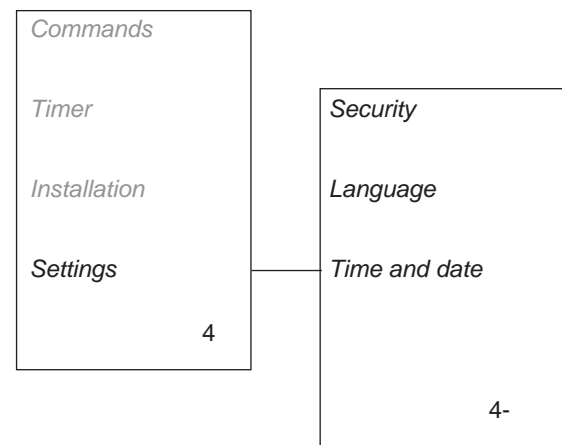 Commands
Timer
Installation
Settings
4
Security
Language
Time and date
4-